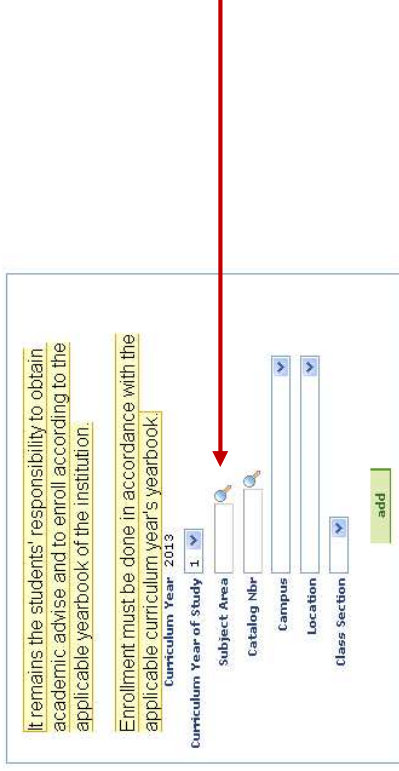 It remains the students' responsibility to obtain
academic advise and to enroll according to the
applicable yearbook of the institution.
Enrollment must be done in accordance with the
applicable curriculum year's yearbook.
Curriculum Year 2013
Curriculum Year of Study 1
Subject Area
Catalog Nbr
Campus
Location
Class Section
add